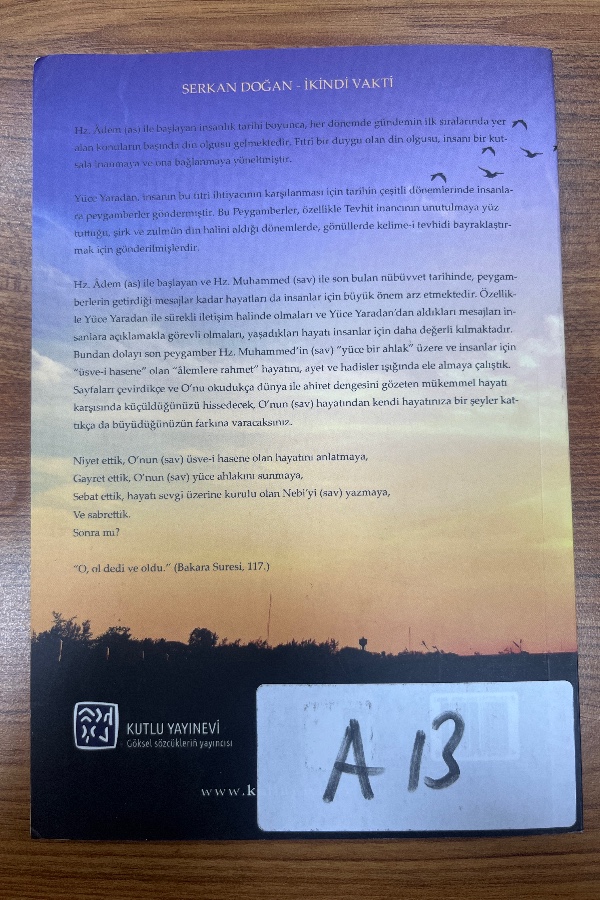 SERKAN DOĞAN - İKİNDİ VAKTİ
Hz. Âdem (as) ile başlayan insanlık tarihi boyunca, her dönemde gündemin ilk sıralarında yer
alan konuların başında din olgusu gelmektedir. Fıtri bir duygu olan din olgusu, insanı bir kut-
sala inanmaya ve ona bağlanmaya yöneltmiştir.
Yüce Yaradan, insanın bu fıtri ihtiyacının karşılanması için tarihin çeşitli dönemlerinde insanla-
ra peygamberler göndermiştir. Bu Peygamberler, özellikle Tevhit inancının unutulmaya yüz
tuttuğu, şirk ve zulmün din halini aldığı dönemlerde, gönüllerde kelime-i tevhidi bayraklaştır-
mak için gönderilmişlerdir.
Hz. Âdem (as) ile başlayan ve Hz. Muhammed (sav) ile son bulan nübüvvet tarihinde, peygam-
berlerin getirdiği mesajlar kadar hayatları da insanlar için büyük önem arz etmektedir. Özellik-
le Yüce Yaradan ile sürekli iletişim halinde olmaları ve Yüce Yaradan'dan aldıkları mesajları in-
sanlara açıklamakla görevli olmaları, yaşadıkları hayatı insanlar için daha değerli kılmaktadır.
Bundan dolayı son peygamber Hz. Muhammed'in (sav) "yüce bir ahlak" üzere ve insanlar için
"üsve-i hasene" olan "âlemlere rahmet" hayatını, ayet ve hadisler ışığında ele almaya çalıştık.
Sayfaları çevirdikçe ve O'nu okudukça dünya ile ahiret dengesini gözeten mükemmel hayatı
karşısında küçüldüğünüzü hissedecek, O'nun (sav) hayatından kendi hayatınıza bir şeyler kat-
tıkça da büyüdüğünüzün farkına varacaksınız.
Niyet ettik, O'nun (sav) üsve-i hasene olan hayatını anlatmaya,
Gayret ettik, O'nun (sav) yüce ahlakını sunmaya,
Sebat ettik, hayatı sevgi üzerine kurulu olan Nebi'yi (sav) yazmaya,
Ve sabrettik.
Sonra mı?
"O, ol dedi ve oldu." (Bakara Suresi, 117.)
KUTLU YAYINEVİ
Göksel sözcüklerin yayıncısı
A 13